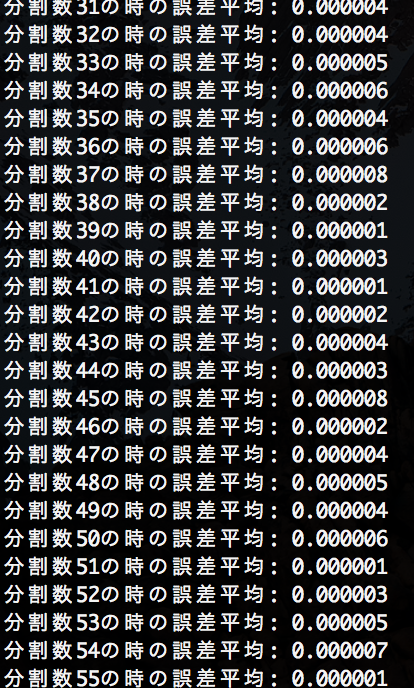 分割数31の時の誤差平均: 0.000004
分割数32の時の誤差平均: 0.000004
分割数33の時の誤差平均: 0.000005
分割数34の時の誤差平均: 0.000006
分割数35の時の誤差平均: 0.000004
分割数36の時の誤差平均: 0.000006
分割数37の時の誤差平均: 0.000008
分割数38の時の誤差平均: 0.000002
分割数39の時の誤差平均: 0.000001
分割数40の時の誤差平均: 0.000003
分割数41の時の誤差平均: 0.000001
分割数42の時の誤差平均: 0.000002
分割数43の時の誤差平均: 0.000004
分割数44の時の誤差平均: 0.000003
分割数45の時の誤差平均: 0.000008
分割数46の時の誤差平均: 0.000002
分割数47の時の誤差平均: 0.000004
分割数48の時の誤差平均: 0.000005
分割数49の時の誤差平均: 0.000004
分割数50の時の誤差平均: 0.000006
分割数51の時の誤差平均: 0.000001
分割数52の時の誤差平均: 0.000003
分割数53の時の誤差平均: 0.000005
分割数54の時の誤差平均: 0.000007
分割数55の時の誤差平均: 0.000001